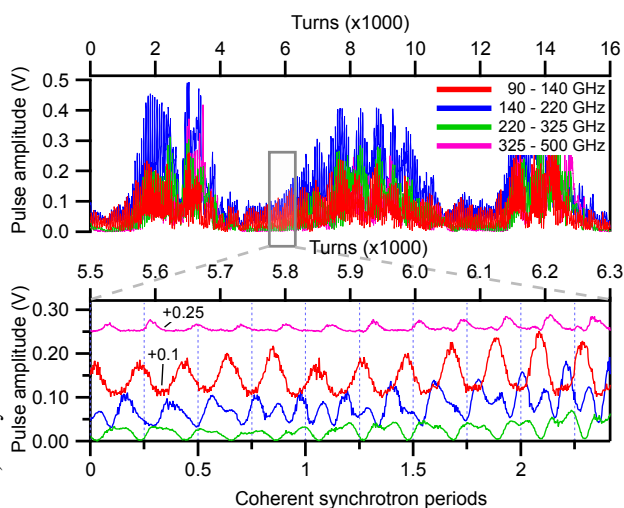 Turns (x1000)
0 2 4 6 8 10 12 14 16
Pulse amplitude (V)
0.5
0.4
0.3
0.2
0.1
0.0
90 - 140 GHz
140 - 220 GHz
220 - 325 GHz
325 - 500 GHz
Turns (x1000)
5.5 5.6 5.7 5.8 5.9 6.0 6.1 6.2 6.3
Pulse amplitude (V)
0.30
0.20
0.10
0.00
+0.25
+0.1
0 0.5 1 1.5 2
Coherent synchrotron periods